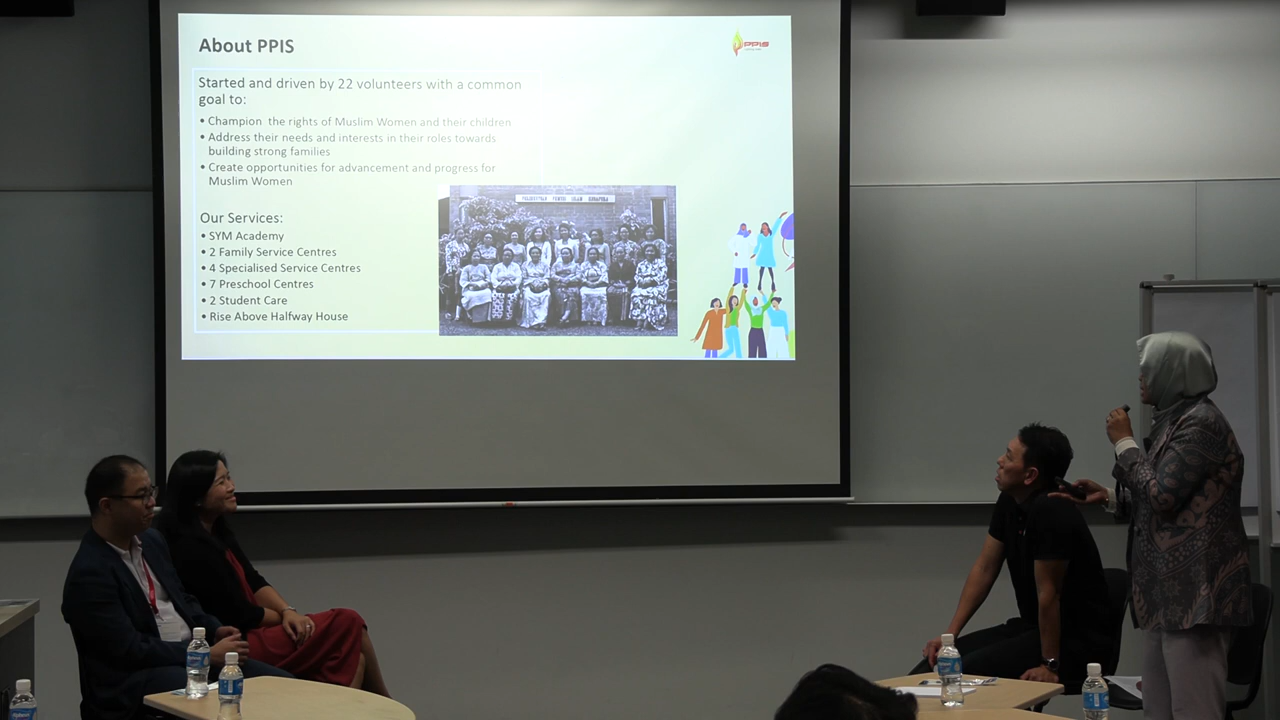 About PPIS
PPIS
Started and driven by 22 volunteers with a common
goal to:
• Champion the rights of Muslim Women and their children
• Address their needs and interests in their roles towards
building strong families
• Create opportunities for advancement and progress for
Muslim Women
Our Services:
• SYM Academy
• 2 Family Service Centres
• 4 Specialised Service Centres
• 7 Preschool Centres
• 2 Student Care
• Rise Above Halfway House